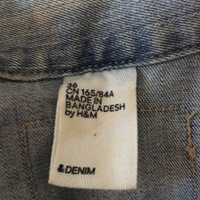 36
CN 165/84A
MADE IN
BANGLADESH
by H&M
&DENIM